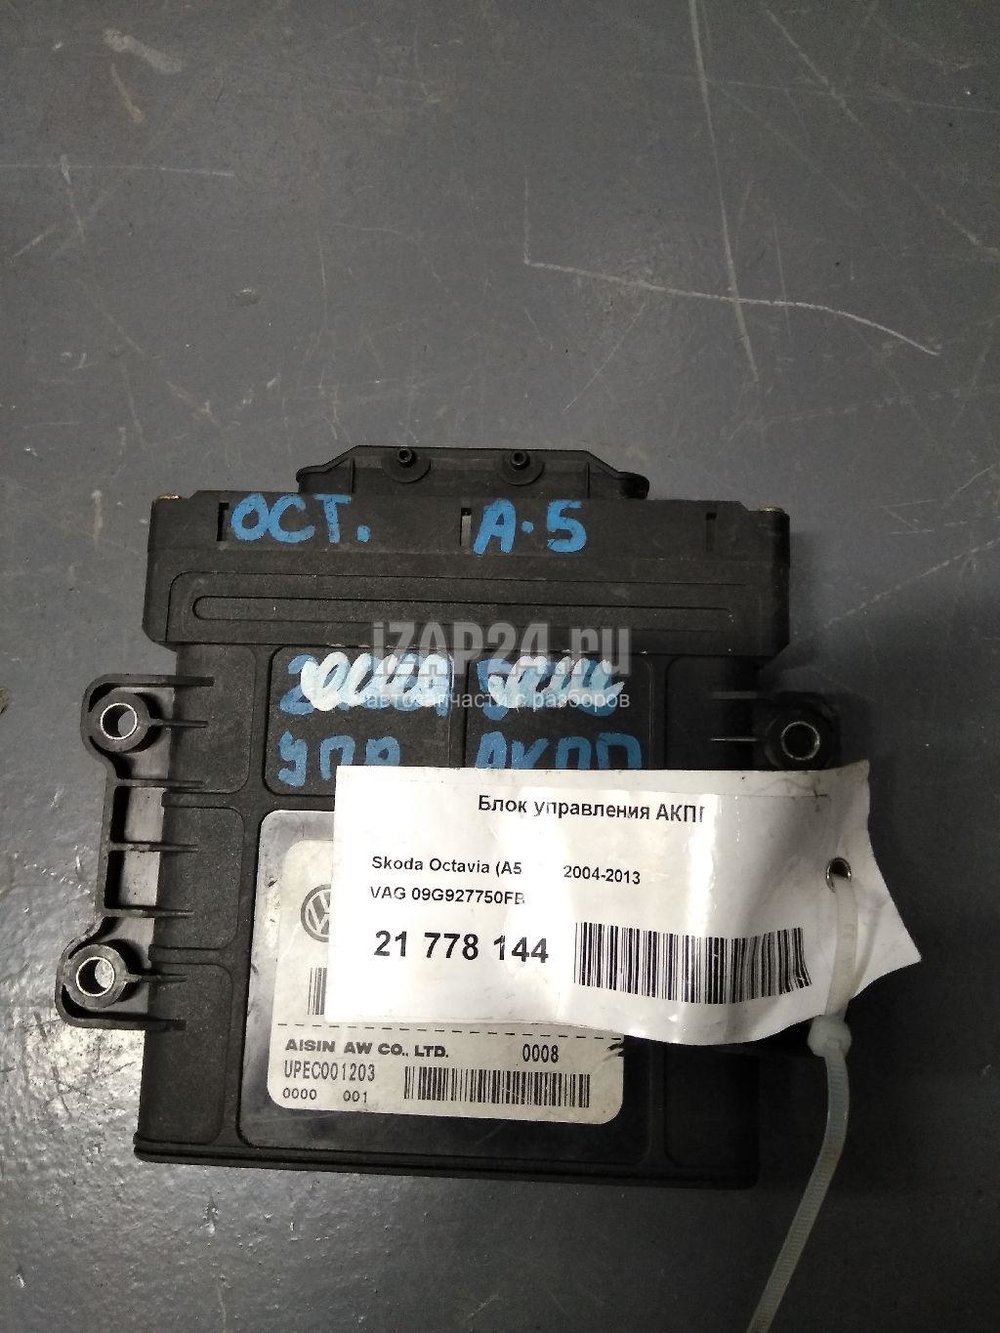 ОСТ. А-5
iZAP24.ru
автозапчасти с разборов
УПР АКПП
Блок управления АКПП
Skoda Octavia (A5 2004-2013
VAG 09G927750FB
21 778 144
AISIN AW CO., LTD. 0008
UPEC001203
0000 001